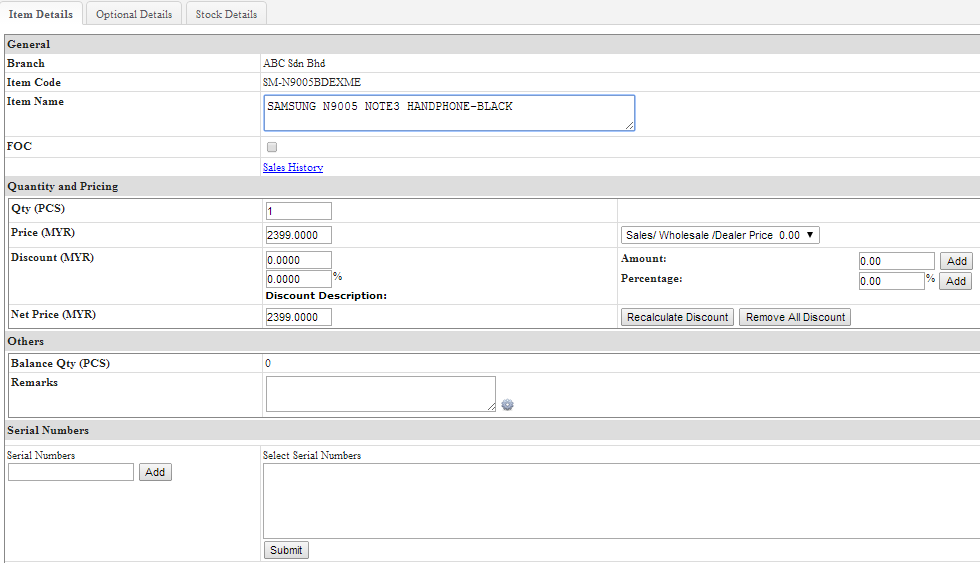 Item Details Optional Details Stock Details
General
Branch ABC Sdn Bhd
Item Code SM-N9005BDEXME
Item Name SAMSUNG N9005 NOTE3 HANDPHONE-BLACK
FOC
Sales History
Quantity and Pricing
Qty (PCS) 1
Price (MYR) 2399.0000 Sales/ Wholesale /Dealer Price 0.00
Discount (MYR) 0.0000 Amount: 0.00 Add
0.0000 % Percentage: 0.00 % Add
Discount Description:
Net Price (MYR) 2399.0000 Recalculate Discount Remove All Discount
Others
Balance Qty (PCS) 0
Remarks
Serial Numbers
Serial Numbers Select Serial Numbers
Add
Submit